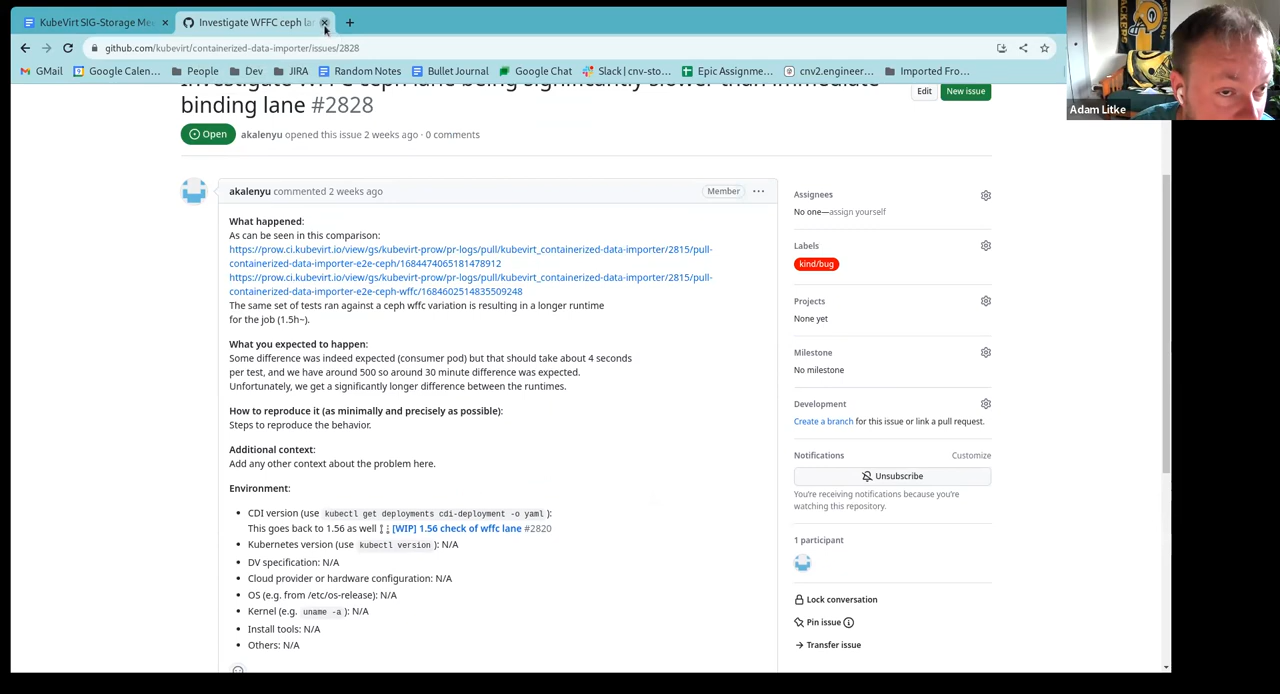 KubeVirt SIG-Storage Me
Investigate WFFC ceph la
github.com/kubevirt/containerized-data-importer/issues/2828
GMail
Google Calen...
People
Dev
JIRA
Random Notes
Bullet Journal
Google Chat
Slack | cnv-sto...
Epic Assignme...
cnv2.engineer...
Imported Fro...
PACKERS
Adam Litke
Investigate WFFC ceph lane being significantly slower than immediate
binding lane #2828
Edit
New issue
Open
akalenyu opened this issue 2 weeks ago · 0 comments
akalenyu commented 2 weeks ago
Member
What happened:
As can be seen in this comparison:
https://prow.ci.kubevirt.io/view/gs/kubevirt-prow/pr-logs/pull/kubevirt_containerized-data-importer/2815/pull-
containerized-data-importer-e2e-ceph/1684474065181478912
https://prow.ci.kubevirt.io/view/gs/kubevirt-prow/pr-logs/pull/kubevirt_containerized-data-importer/2815/pull-
containerized-data-importer-e2e-ceph-wffc/1684602514835509248
The same set of tests ran against a ceph wffc variation is resulting in a longer runtime
for the job (1.5h~).
What you expected to happen:
Some difference was indeed expected (consumer pod) but that should take about 4 seconds
per test, and we have around 500 so around 30 minute difference was expected.
Unfortunately, we get a significantly longer difference between the runtimes.
How to reproduce it (as minimally and precisely as possible):
Steps to reproduce the behavior.
Additional context:
Add any other context about the problem here.
Environment:
• CDI version (use kubectl get deployments cdi-deployment -o yaml ):
This goes back to 1.56 as well [WIP] 1.56 check of wffc lane #2820
• Kubernetes version (use kubectl version ): N/A
• DV specification: N/A
• Cloud provider or hardware configuration: N/A
• OS (e.g. from /etc/os-release): N/A
• Kernel (e.g. uname -a ): N/A
• Install tools: N/A
• Others: N/A
Assignees
No one—assign yourself
Labels
kind/bug
Projects
None yet
Milestone
No milestone
Development
Create a branch for this issue or link a pull request.
Notifications
Customize
Unsubscribe
You're receiving notifications because you're
watching this repository.
1 participant
Lock conversation
Pin issue
Transfer issue